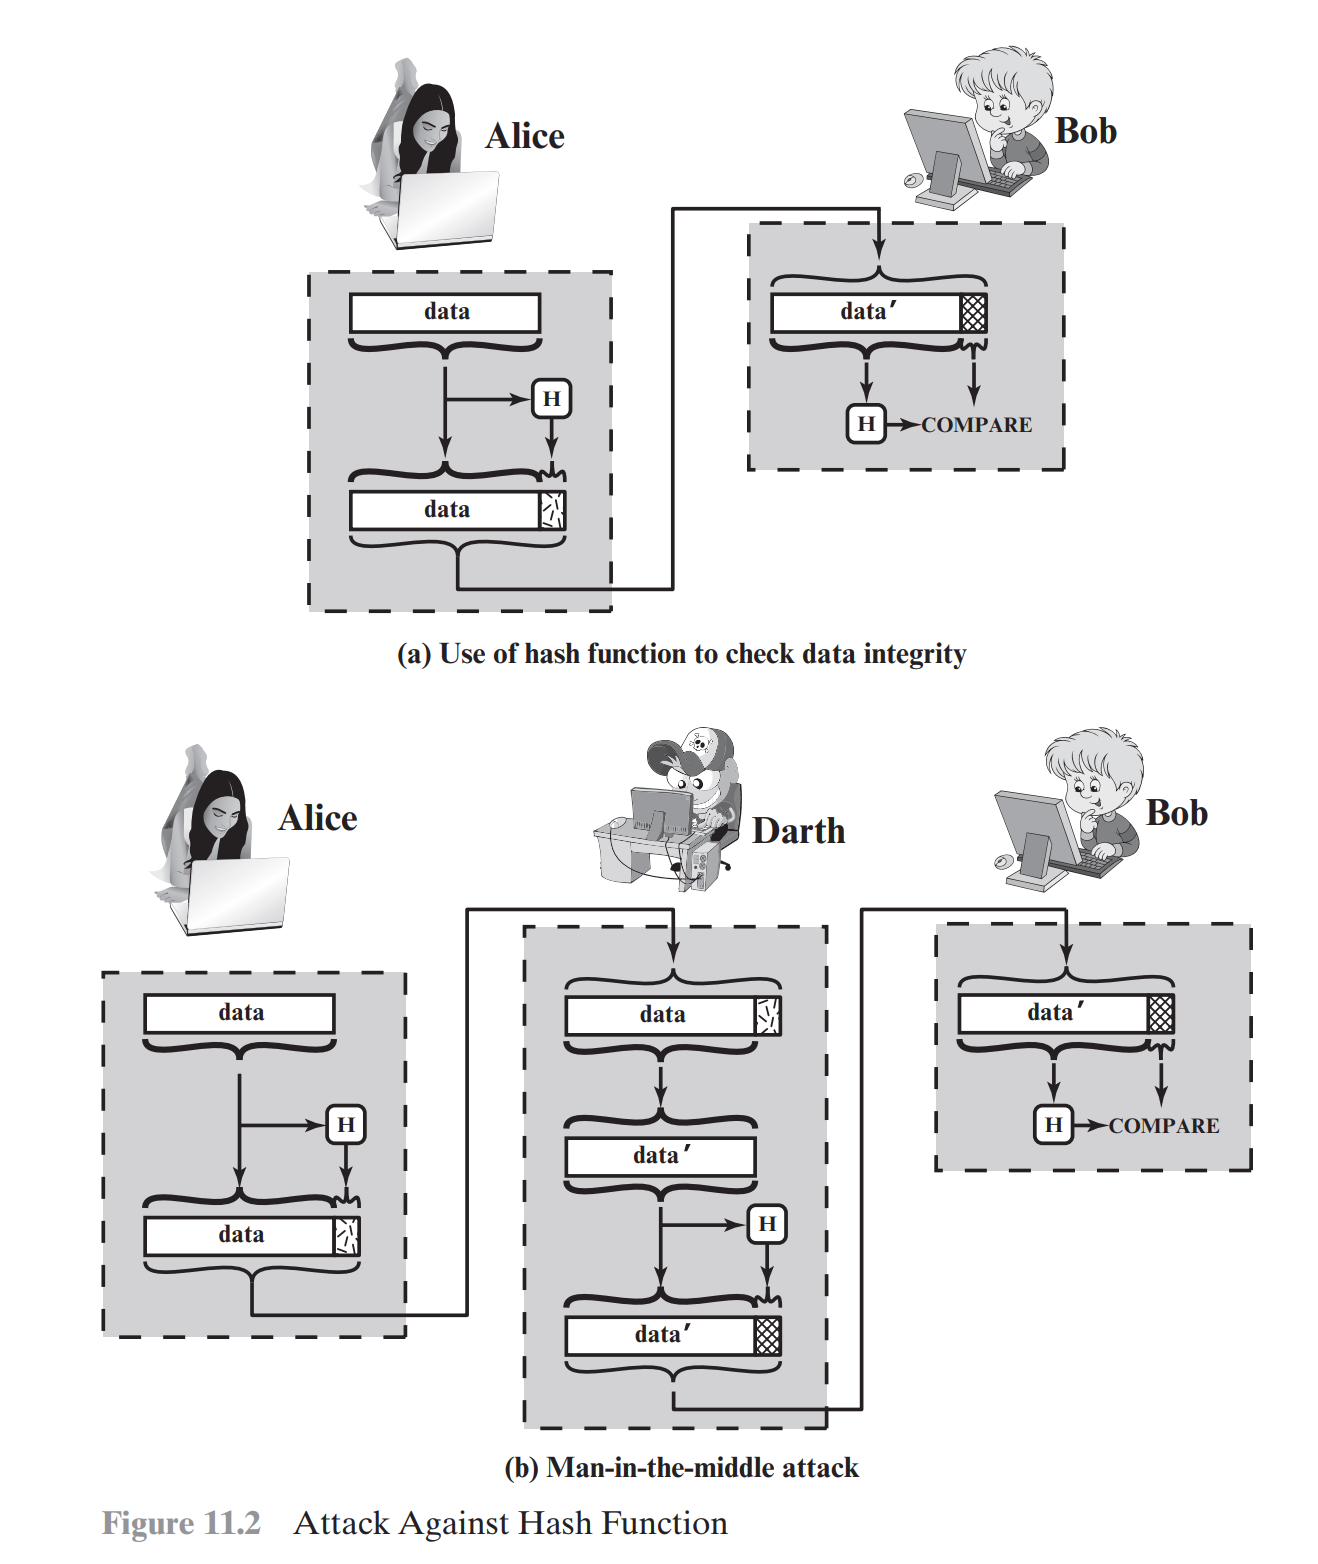 Alice
Bob
data
H
data
data′
H
COMPARE
(a) Use of hash function to check data integrity
Alice
Darth
Bob
data
H
data
data
data′
H
data′
data′
H
COMPARE
(b) Man-in-the-middle attack
Figure 11.2 Attack Against Hash Function